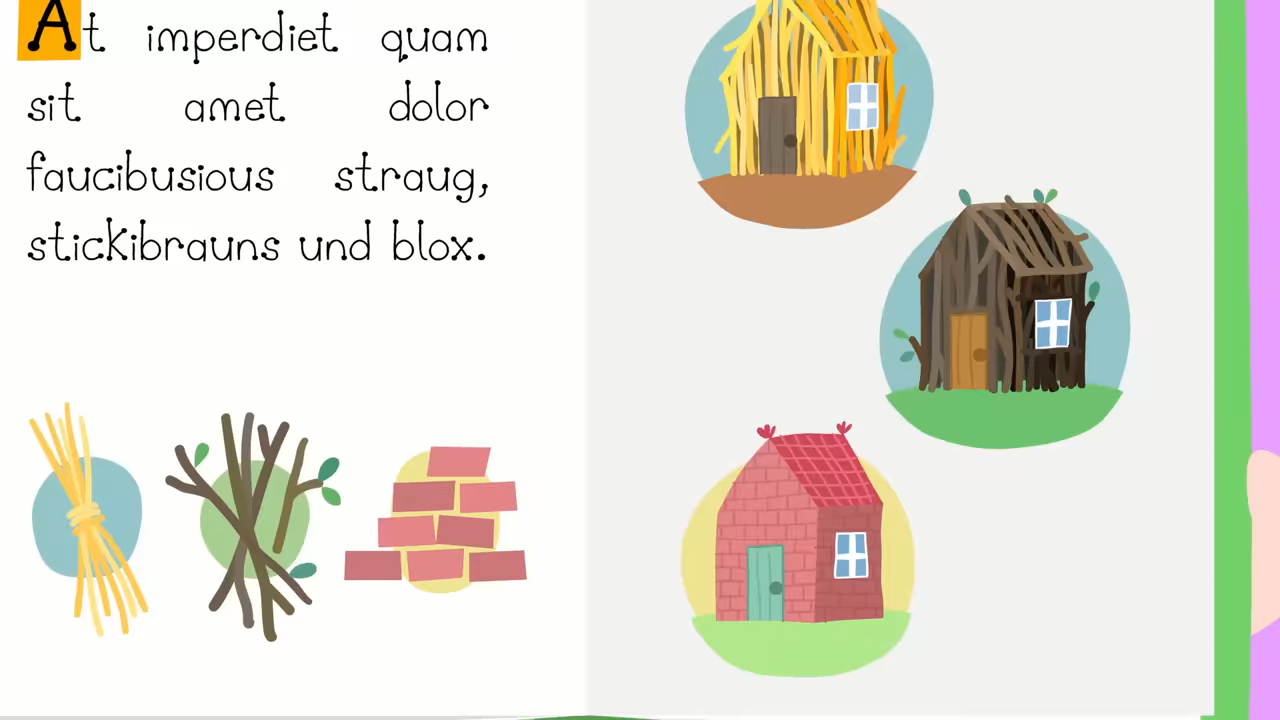 At imperdiet quam
sit amet dolor
faucibusious straug,
stickibrauns und blox.